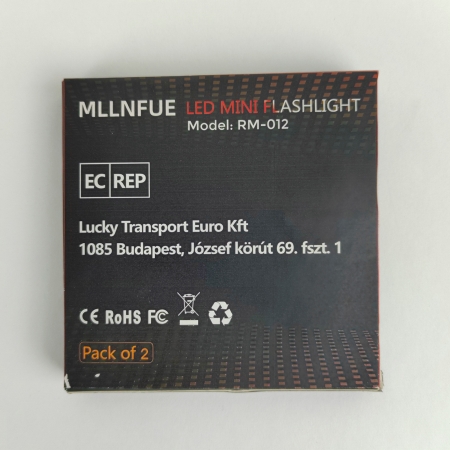 MLLNFUE LED MINI FLASHLIGHT
Model: RM-012
EC REP
Lucky Transport Euro Kft
1085 Budapest, József körút 69. fszt. 1
CE RoHS FC
Pack of 2